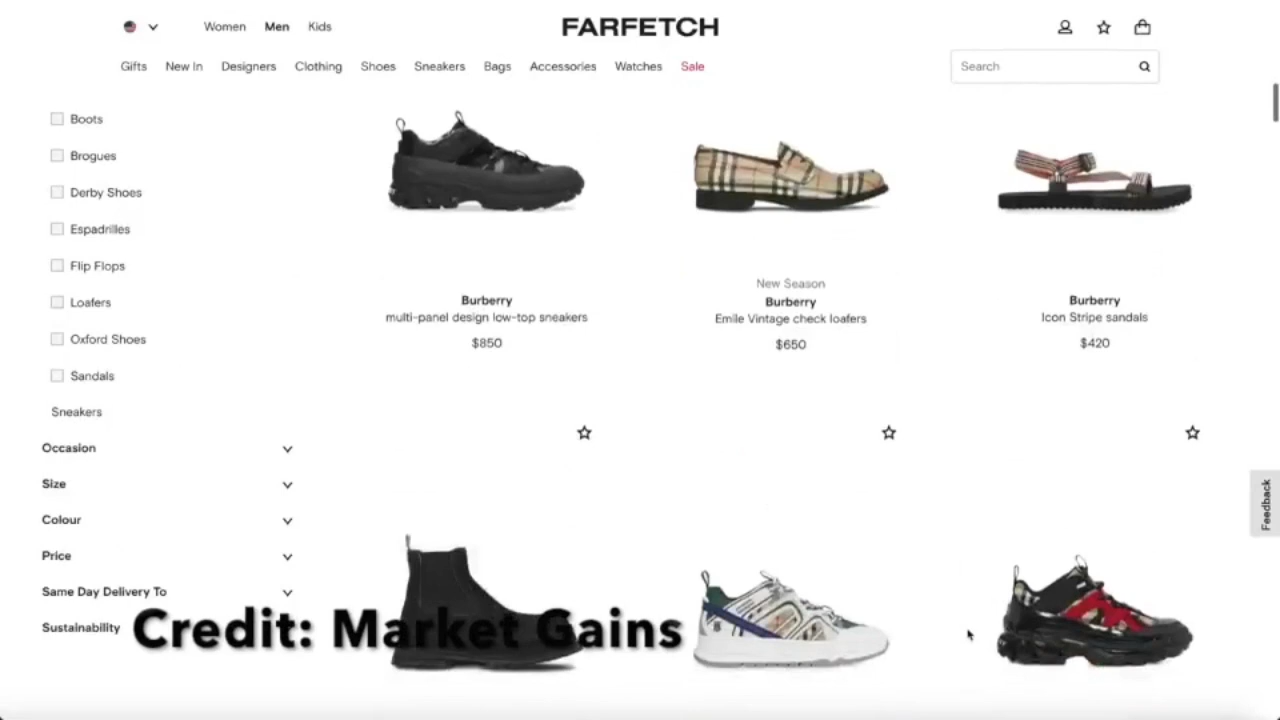 Women Men Kids
FARFETCH
Gifts New In Designers Clothing Shoes Sneakers Bags Accessories Watches Sale
Search
Boots
Brogues
Derby Shoes
Espadrilles
Flip Flops
Loafers
Oxford Shoes
Sandals
Sneakers
Occasion
Size
Colour
Price
Same Day Delivery To
Sustainability
Burberry
multi-panel design low-top sneakers
$850
New Season
Burberry
Emile Vintage check loafers
$650
Burberry
Icon Stripe sandals
$420
Feedback
Credit: Market Gains